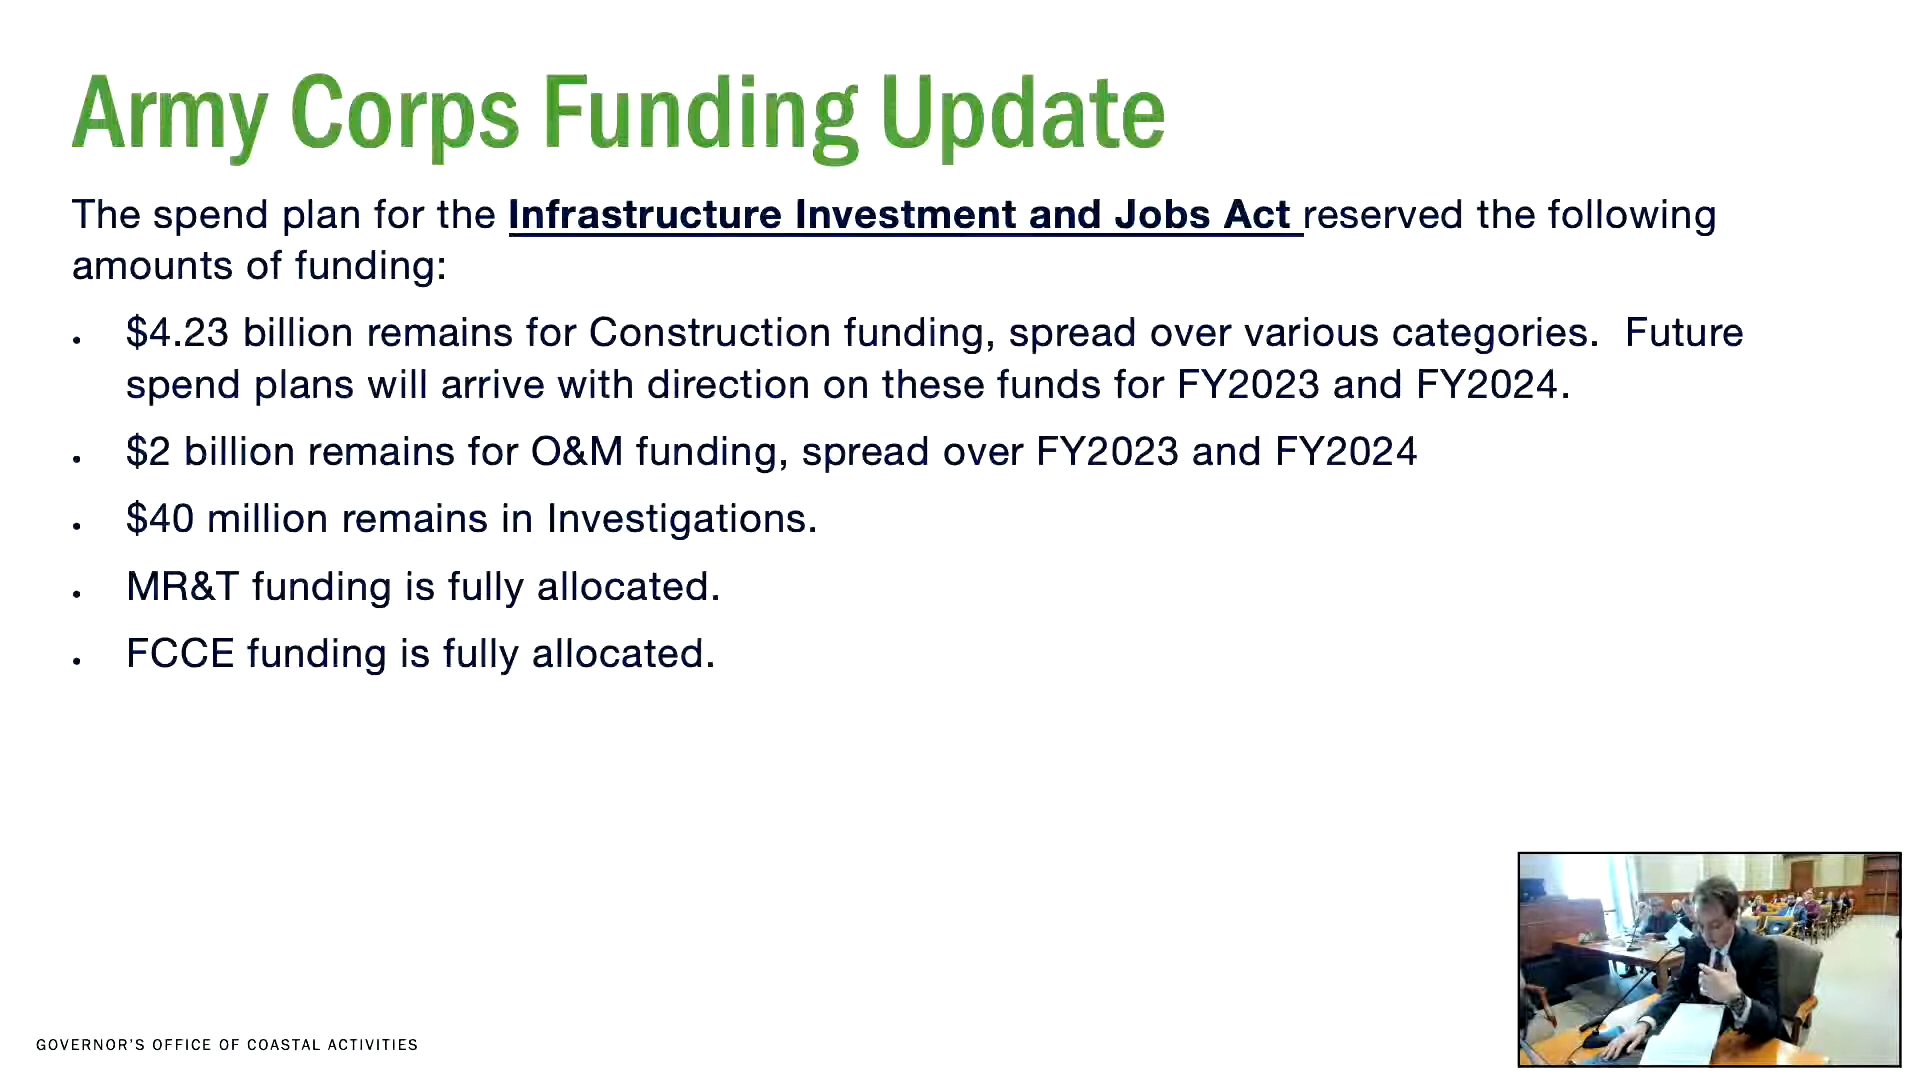 Army Corps Funding Update
The spend plan for the Infrastructure Investment and Jobs Act reserved the following
amounts of funding:
• $4.23 billion remains for Construction funding, spread over various categories.  Future
spend plans will arrive with direction on these funds for FY2023 and FY2024.
• $2 billion remains for O&M funding, spread over FY2023 and FY2024
• $40 million remains in Investigations.
• MR&T funding is fully allocated.
• FCCE funding is fully allocated.
GOVERNOR'S OFFICE OF COASTAL ACTIVITIES